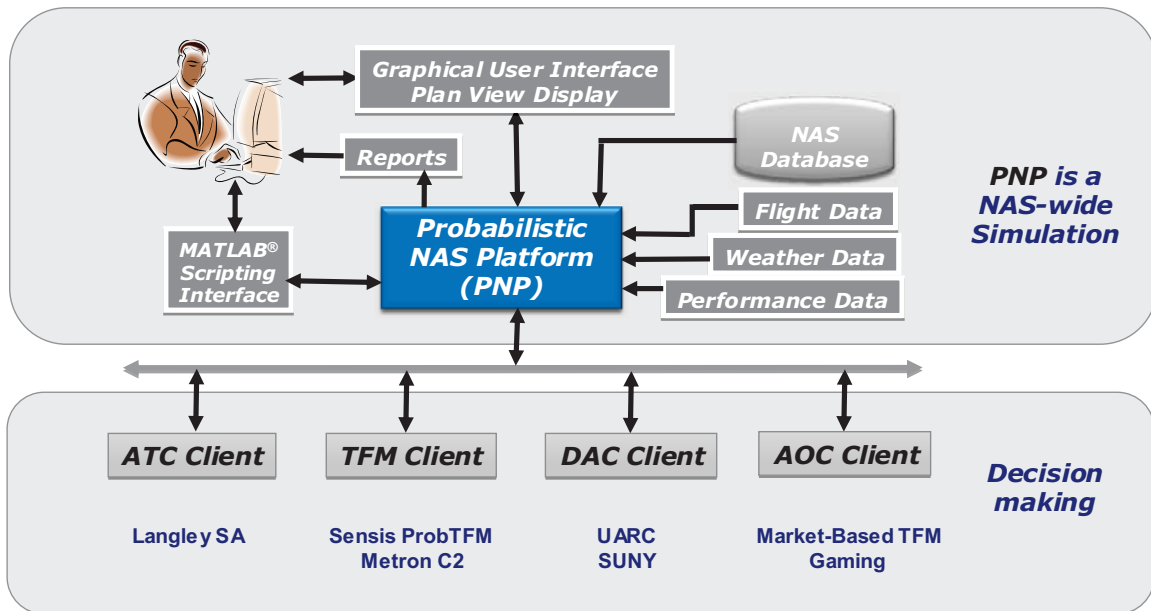 Graphical User Interface
Plan View Display
Reports
NAS
Database
Flight Data
Weather Data
Performance Data
Probabilistic
NAS Platform
(PNP)
MATLAB®
Scripting
Interface
PNP is a
NAS-wide
Simulation
ATC Client
TFM Client
DAC Client
AOC Client
Langley SA
Sensis ProbTFM
Metron C2
UARC
SUNY
Market-Based TFM
Gaming
Decision
making